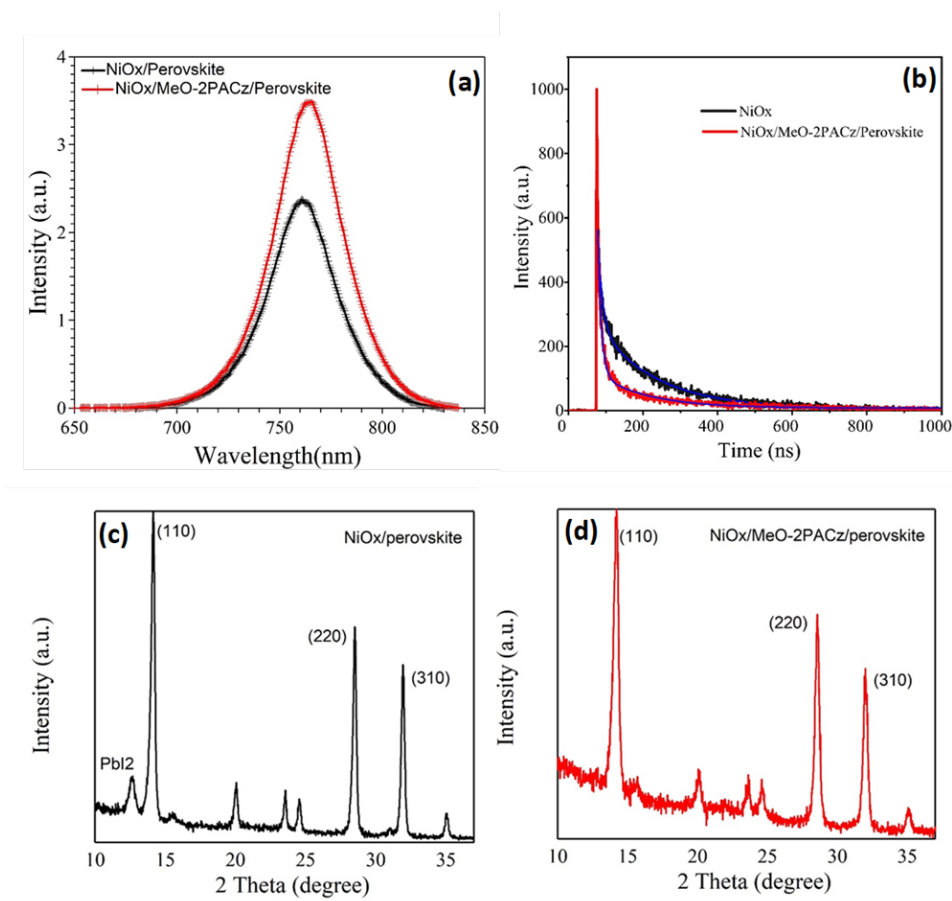 (a)
NiOx/Perovskite
NiOx/MeO-2PACz/Perovskite
Intensity (a.u.)
4
3
2
1
0
650 700 750 800 850
Wavelength(nm)
(b)
NiOx
NiOx/MeO-2PACz/Perovskite
Intensity (a.u.)
1000
800
600
400
200
0
200 400 600 800 1000
Time (ns)
(c)
NiOx/perovskite
(110)
(220)
(310)
PbI2
Intensity (a.u.)
10 15 20 25 30 35
2 Theta (degree)
(d)
NiOx/MeO-2PACz/perovskite
(110)
(220)
(310)
Intensity (a.u.)
10 15 20 25 30 35
2 Theta (degree)